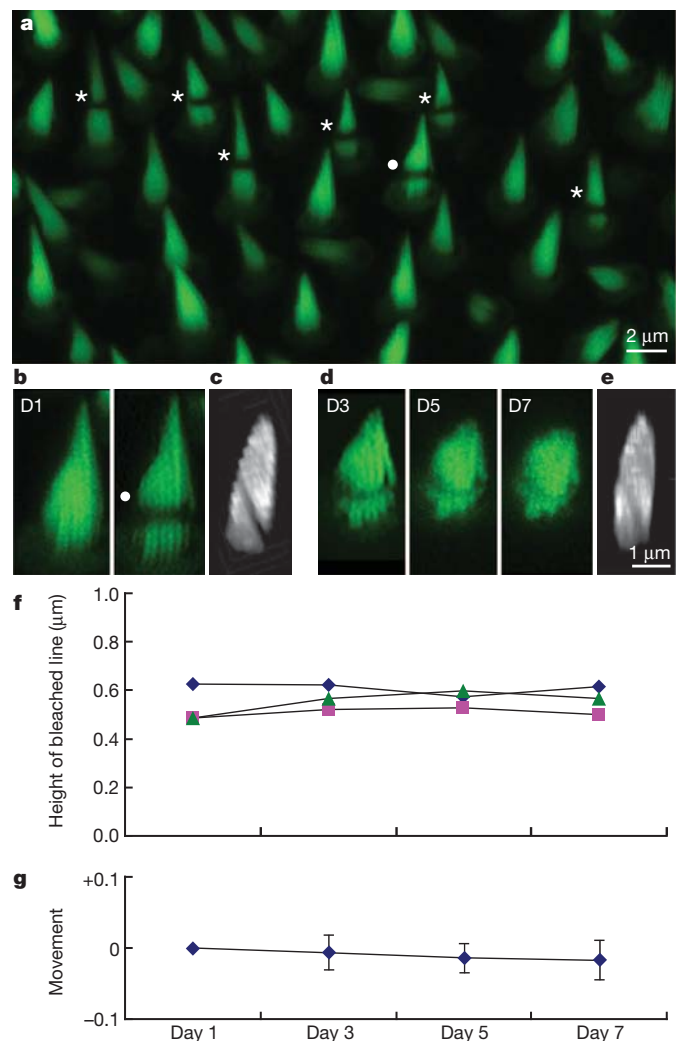 a
*
*
*
*
*
*
2 μm
b
c
d
e
D1
D3
D5
D7
1 μm
f
Height of bleached line (μm)
1.0
0.8
0.6
0.4
0.2
0.0
g
Movement
+0.1
0
−0.1
Day 1
Day 3
Day 5
Day 7